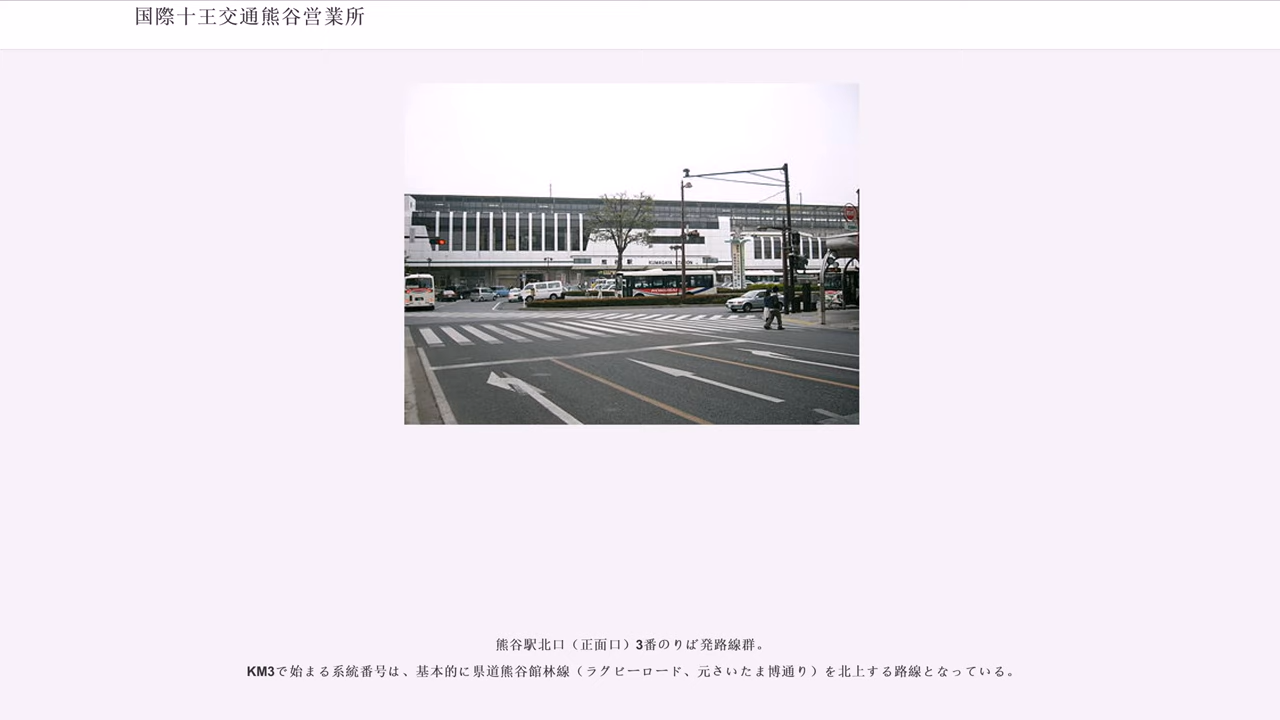 国際十王交通熊谷営業所
KUMAGAYA STATION
熊谷駅北口（正面口）3番のりば発路線群。
KM3で始まる系統番号は、基本的に県道熊谷館林線（ラグビーロード、元さいたま博通り）を北上する路線となっている。